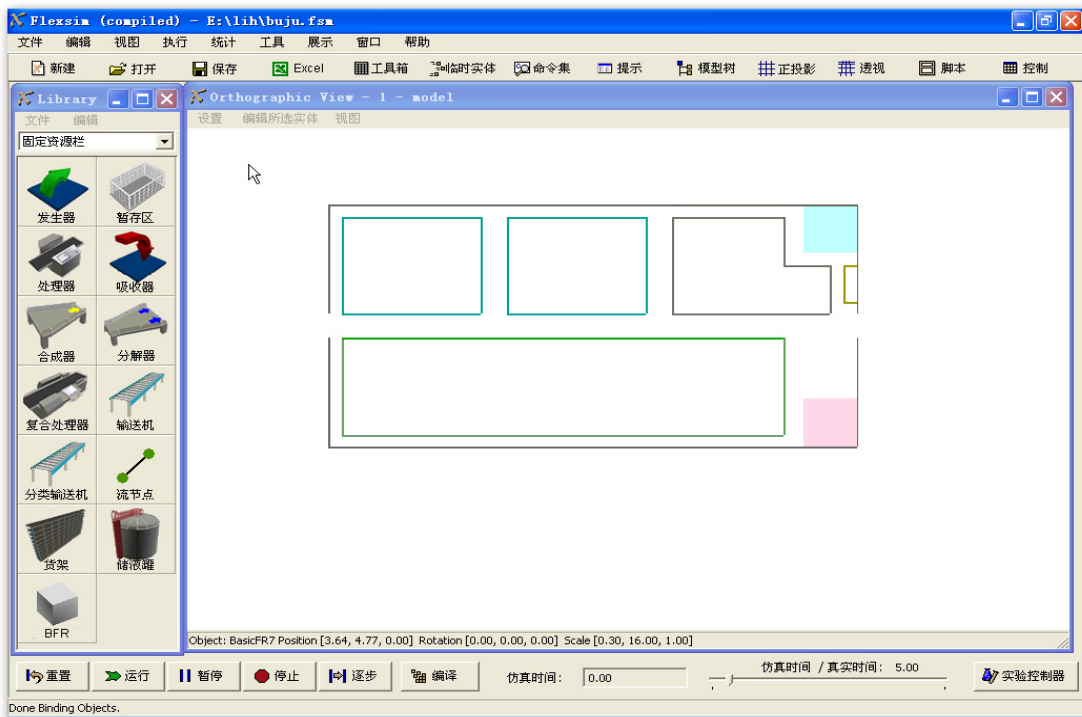 Flexsim (compiled) - E:\lih\buju.fsm
文件 编辑 视图 执行 统计 工具 展示 窗口 帮助
新建 打开 保存 Excel 工具箱 临时实体 命令集 提示 模型树 正投影 透视 脚本 控制
Library
文件 编辑
固定资源栏
发生器 暂存区
处理器 吸收器
合成器 分解器
复合处理器 输送机
分类输送机 流节点
货架 储液罐
BFR
Orthographic View - 1 - model
设置 编辑所选实体 视图
Object: BasicFR7 Position [3.64, 4.77, 0.00] Rotation [0.00, 0.00, 0.00] Scale [0.30, 16.00, 1.00]
重置 运行 暂停 停止 逐步 编译 仿真时间: 0.00 仿真时间 / 真实时间: 5.00 实验控制器
Done Binding Objects.